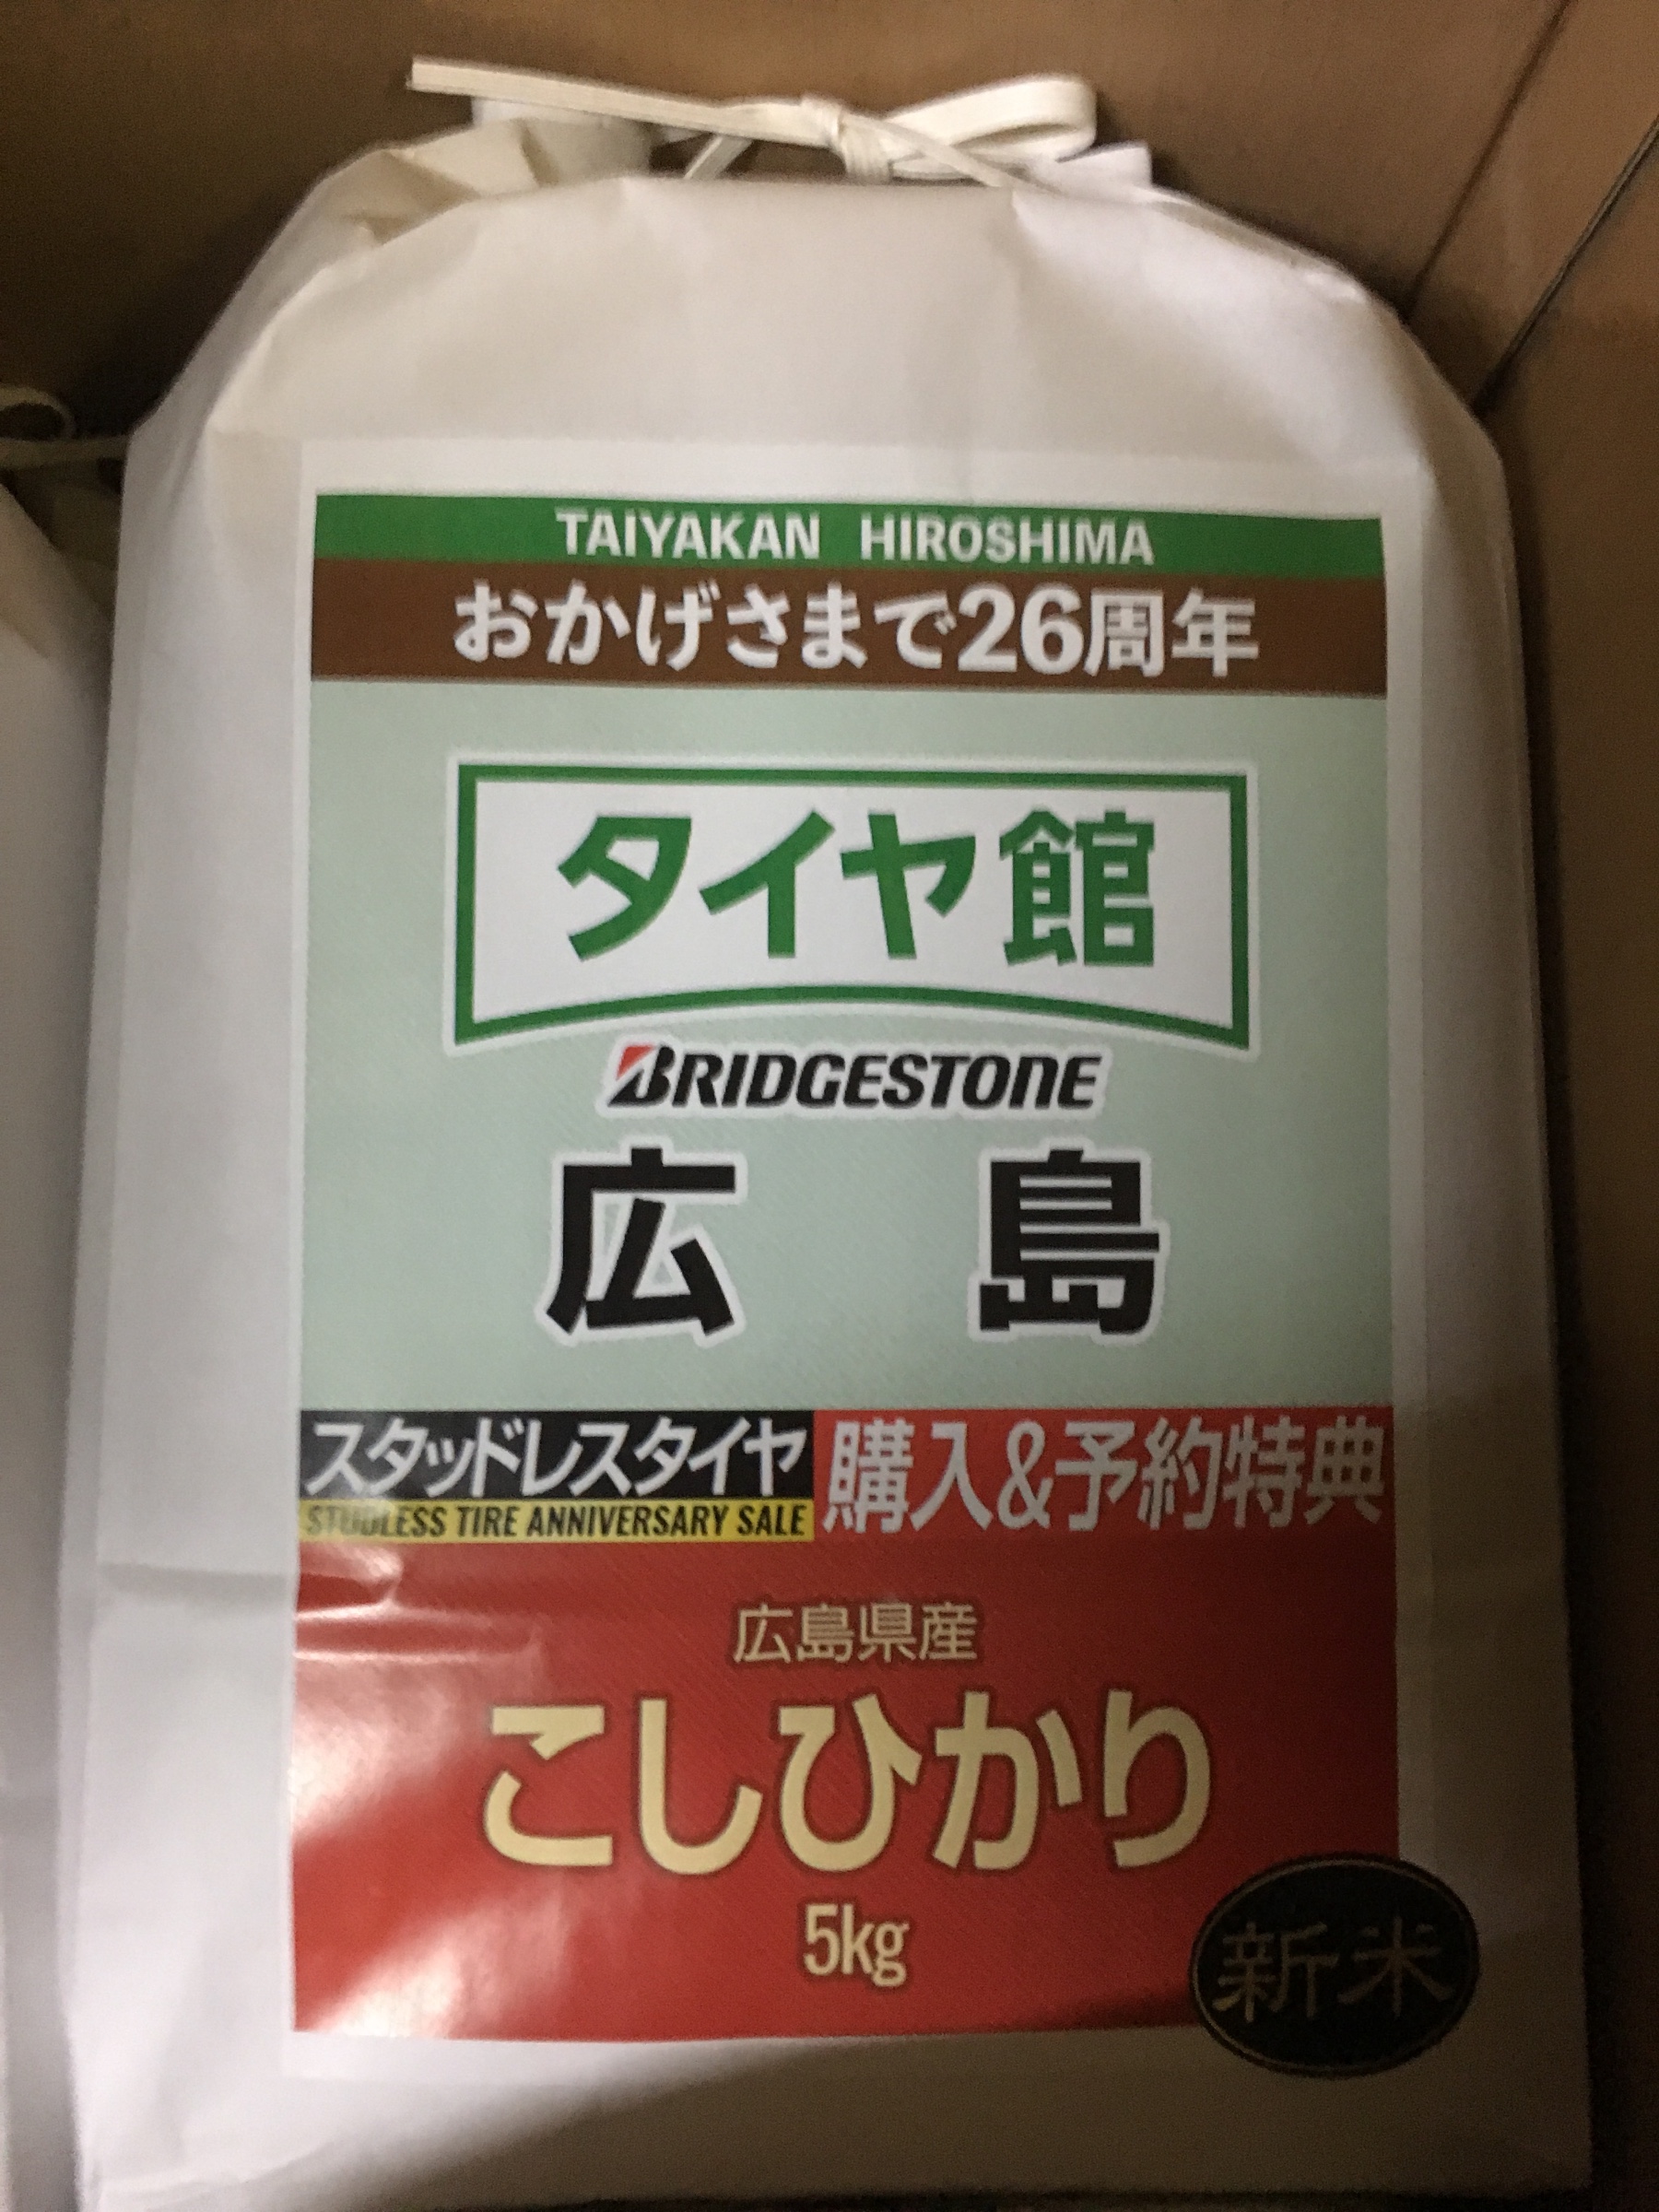 TAIYAKAN HIROSHIMA
おかげさまで26周年
タイヤ館
BRIDGESTONE
広島
スタッドレスタイヤ 購入&予約特典
STUDLESS TIRE ANNIVERSARY SALE
広島県産
こしひかり
5kg
新米